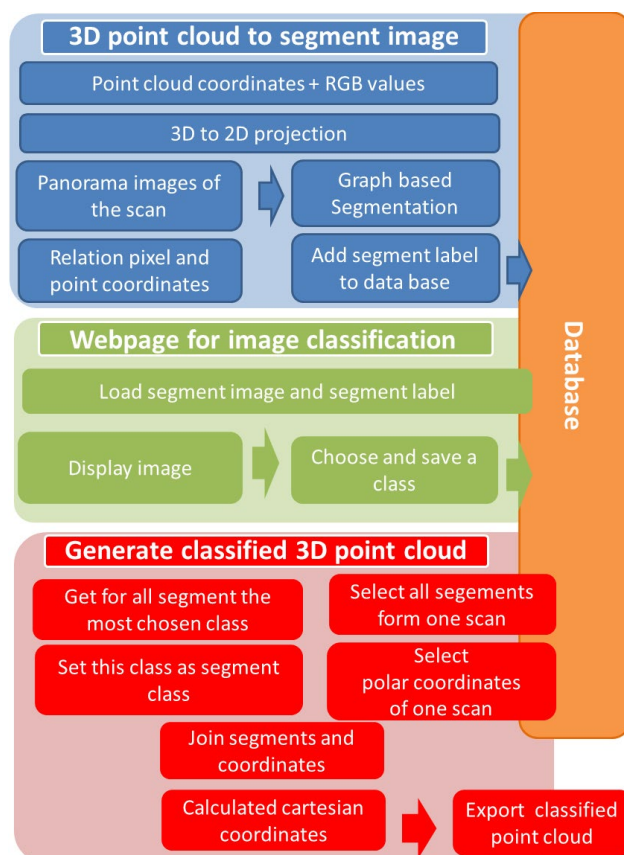 3D point cloud to segment image
Point cloud coordinates + RGB values
3D to 2D projection
Panorama images of
the scan
Graph based
Segmentation
Relation pixel and
point coordinates
Add segment label
to data base
Database
Webpage for image classification
Load segment image and segment label
Display image
Choose and save a
class
Generate classified 3D point cloud
Get for all segment the
most chosen class
Select all segements
form one scan
Set this class as segment
class
Select
polar coordinates
of one scan
Join segments and
coordinates
Calculated cartesian
coordinates
Export classified
point cloud